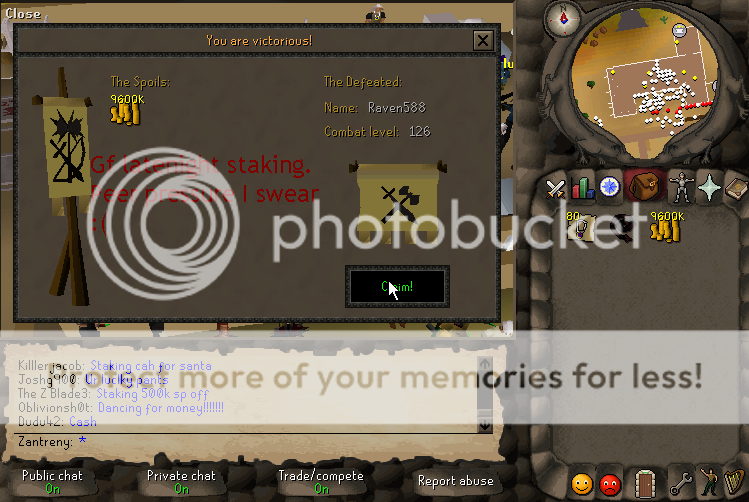 Close
You are victorious!
The Spoils:
9600K
The Defeated:
Name: Raven588
Combat level: 126
Gf latenight staking.
Peer pressure I swear
:(
Claim!
80
9600K
photobucket
Protect more of your memories for less!
Killlerjacob: Staking cah for santa
Joshg900: Unlucky pants
The Z Blade3: Staking 500k sp off
Oblivionsh0t: Dancing for money!!!!!!!
Dudu42: Cash
Zantreny: *
Public chat
On
Private chat
On
Trade/compete
On
Report abuse